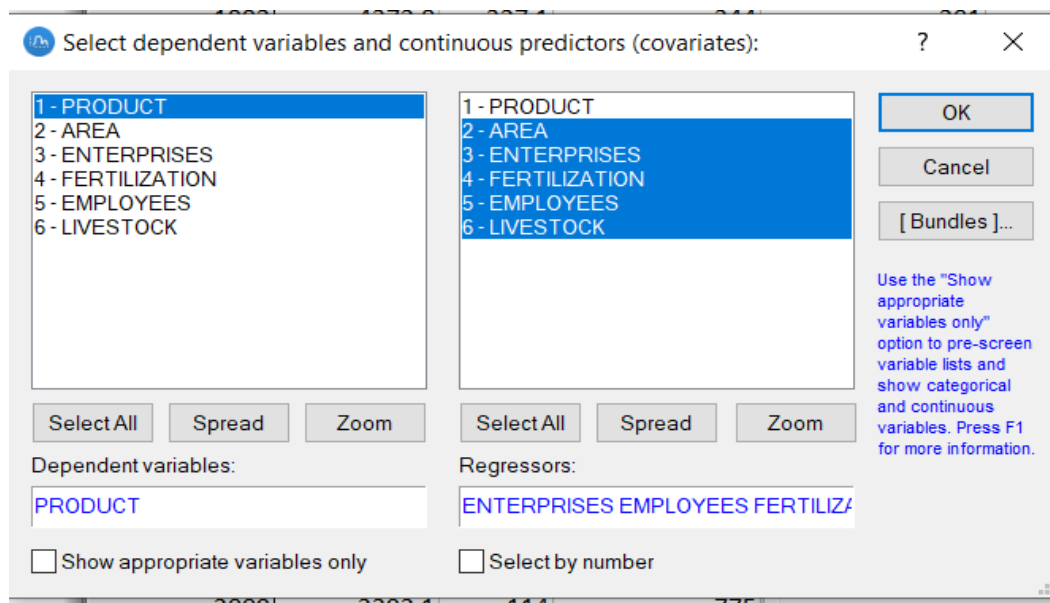 Select dependent variables and continuous predictors (covariates):
?
1 - PRODUCT
2 - AREA
3 - ENTERPRISES
4 - FERTILIZATION
5 - EMPLOYEES
6 - LIVESTOCK
1 - PRODUCT
2 - AREA
3 - ENTERPRISES
4 - FERTILIZATION
5 - EMPLOYEES
6 - LIVESTOCK
OK
Cancel
[ Bundles ]...
Use the "Show
appropriate
variables only"
option to pre-screen
variable lists and
show categorical
and continuous
variables. Press F1
for more information.
Select All Spread Zoom
Select All Spread Zoom
Dependent variables:
PRODUCT
Regressors:
ENTERPRISES EMPLOYEES FERTILIZA
Show appropriate variables only
Select by number